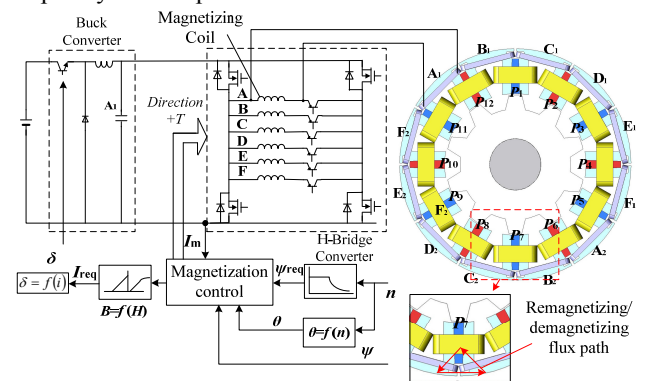 Buck
Converter
Magnetizing
Coil
A1
Direction
+T
A
B
C
D
E
F
δ
Im
H-Bridge
Converter
δ = f(i)
Ireq
B=f(H)
Magnetization
control
ψreq
n
θ
θ=f(n)
ψ
B1
C1
A1
D1
F2
E1
E2
F1
D2
A2
C2
B2
P1
P2
P3
P4
P5
P6
P7
P8
P9
P10
P11
P12
F2
P7
Remagnetizing/
demagnetizing
flux path